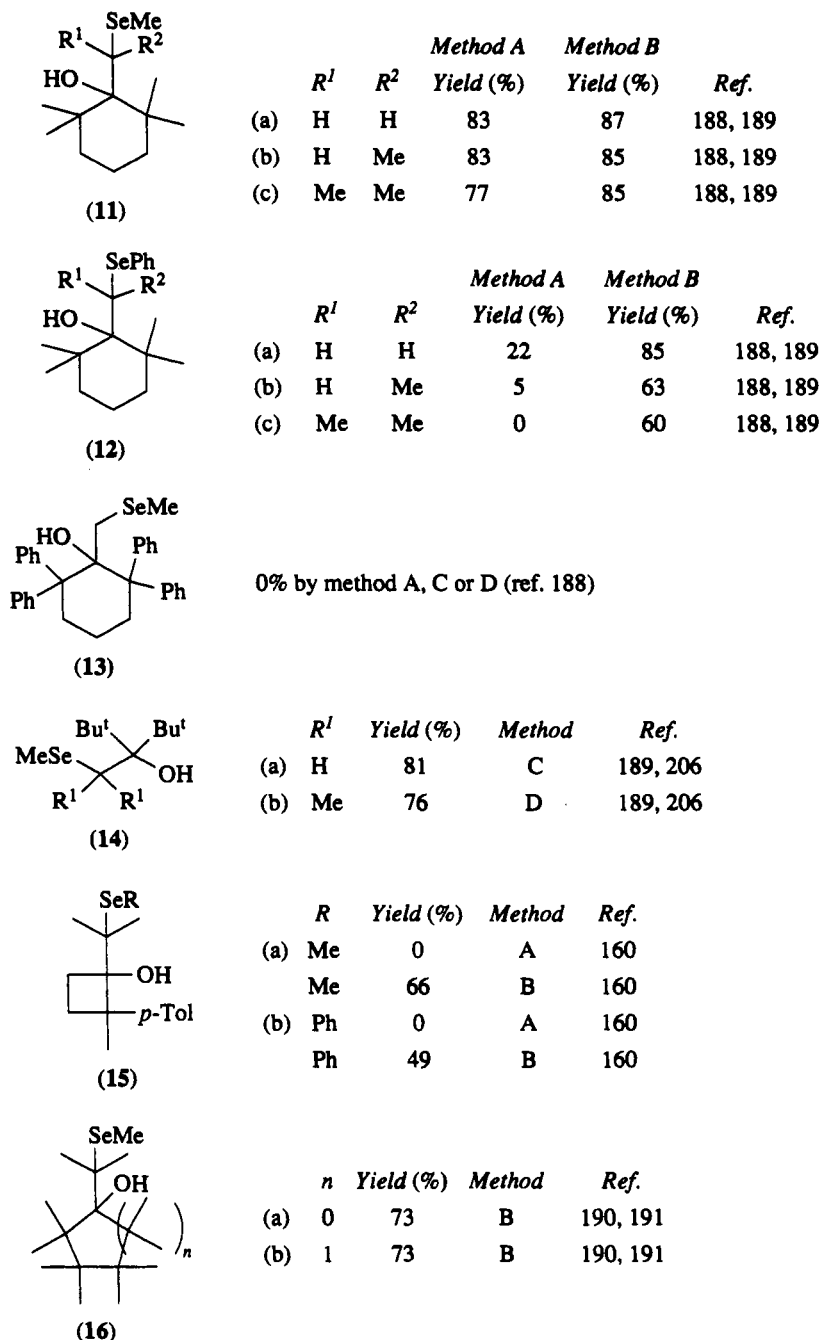 SeMe
R¹ R²
HO
(11)
Method A Method B
R¹ R² Yield (%) Yield (%) Ref.
(a) H H 83 87 188, 189
(b) H Me 83 85 188, 189
(c) Me Me 77 85 188, 189
SePh
R¹ R²
HO
(12)
Method A Method B
R¹ R² Yield (%) Yield (%) Ref.
(a) H H 22 85 188, 189
(b) H Me 5 63 188, 189
(c) Me Me 0 60 188, 189
SeMe
HO
Ph Ph
Ph Ph
(13)
0% by method A, C or D (ref. 188)
Buᵗ Buᵗ
MeSe
OH
R¹ R¹
(14)
R¹ Yield (%) Method Ref.
(a) H 81 C 189, 206
(b) Me 76 D 189, 206
SeR
OH
p-Tol
(15)
R Yield (%) Method Ref.
(a) Me 0 A 160
Me 66 B 160
(b) Ph 0 A 160
Ph 49 B 160
SeMe
OH
( )n
(16)
n Yield (%) Method Ref.
(a) 0 73 B 190, 191
(b) 1 73 B 190, 191